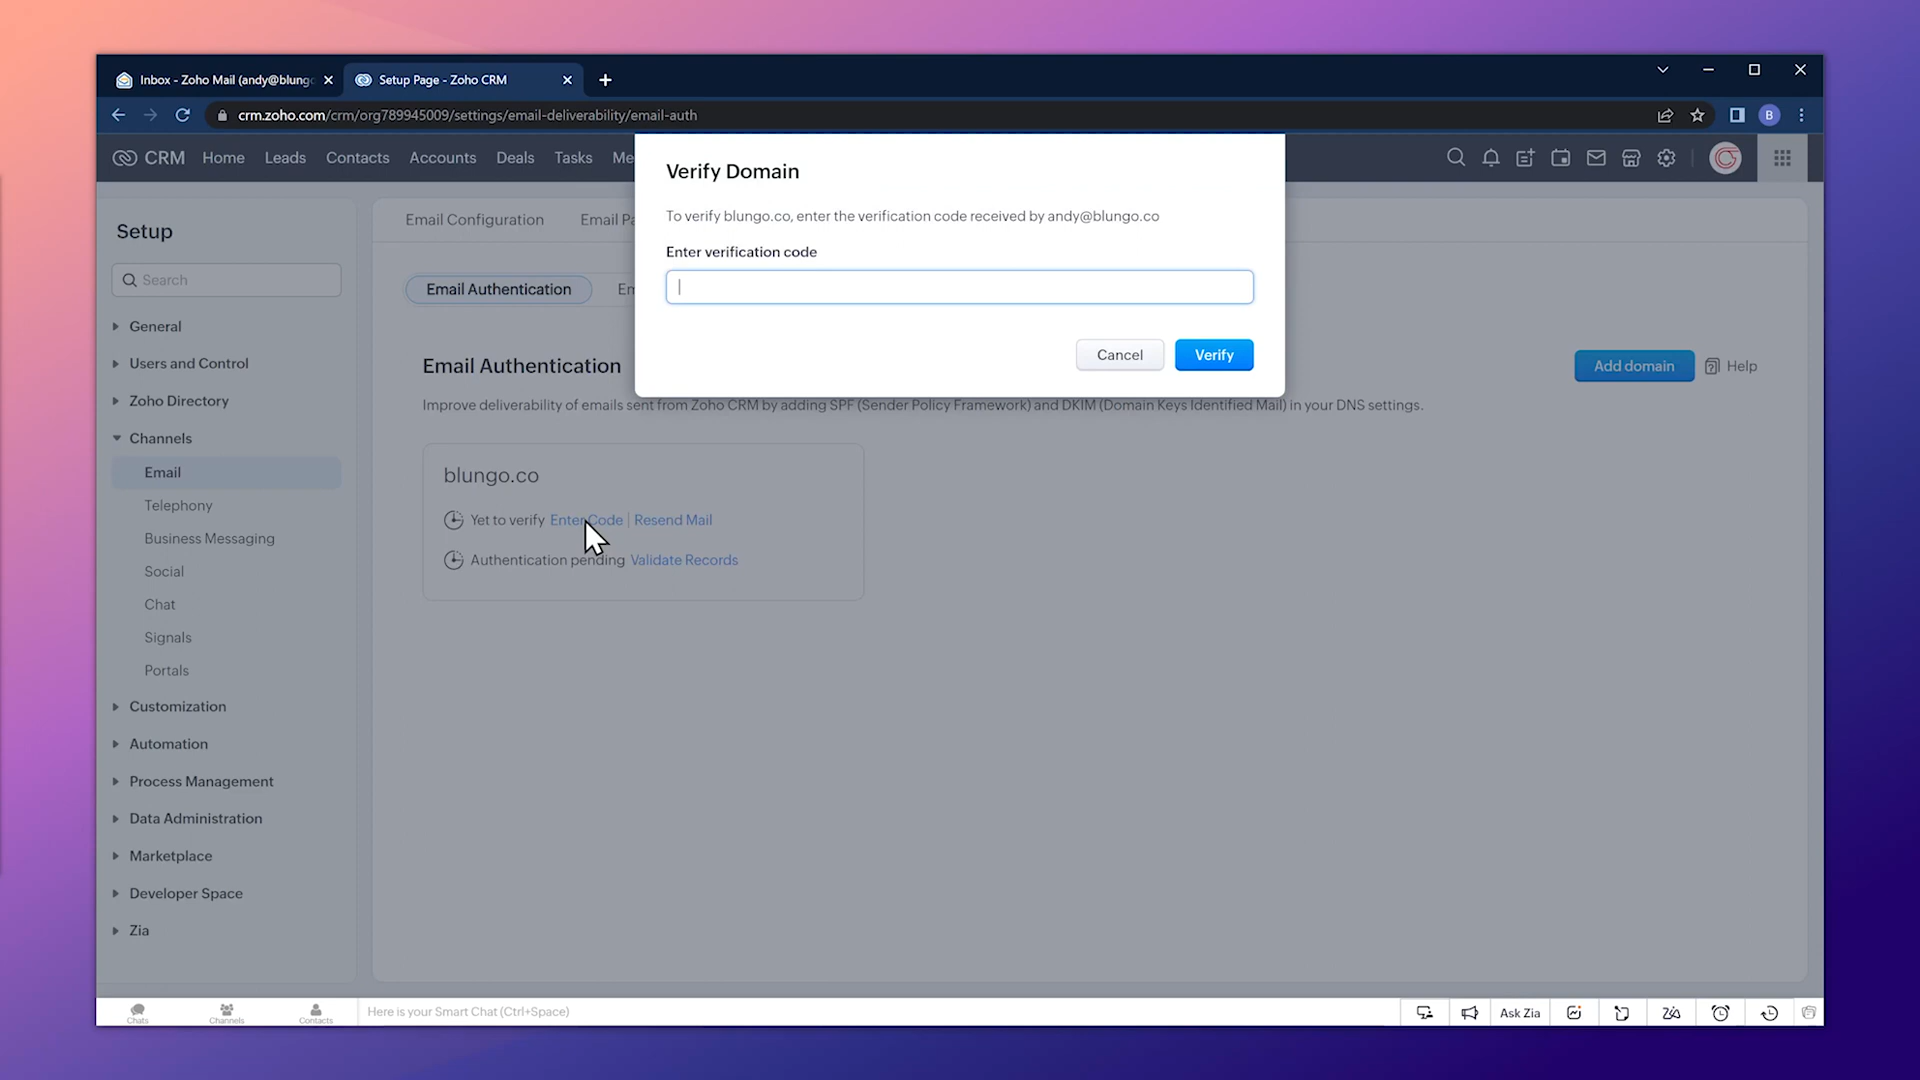 Inbox - Zoho Mail (andy@blungo
Setup Page - Zoho CRM
crm.zoho.com/crm/org789945009/settings/email-deliverability/email-auth
B
CRM
Home
Leads
Contacts
Accounts
Deals
Tasks
Me
Verify Domain
To verify blungo.co, enter the verification code received by andy@blungo.co
Enter verification code
Cancel
Verify
Setup
Search
General
Users and Control
Zoho Directory
Channels
Email
Telephony
Business Messaging
Social
Chat
Signals
Portals
Customization
Automation
Process Management
Data Administration
Marketplace
Developer Space
Zia
Email Configuration
Email Pa
Email Authentication
Em
Email Authentication
Add domain
Help
Improve deliverability of emails sent from Zoho CRM by adding SPF (Sender Policy Framework) and DKIM (Domain Keys Identified Mail) in your DNS settings.
blungo.co
Yet to verify Enter Code | Resend Mail
Authentication pending Validate Records
Chats
Channels
Contacts
Here is your Smart Chat (Ctrl+Space)
Ask Zia